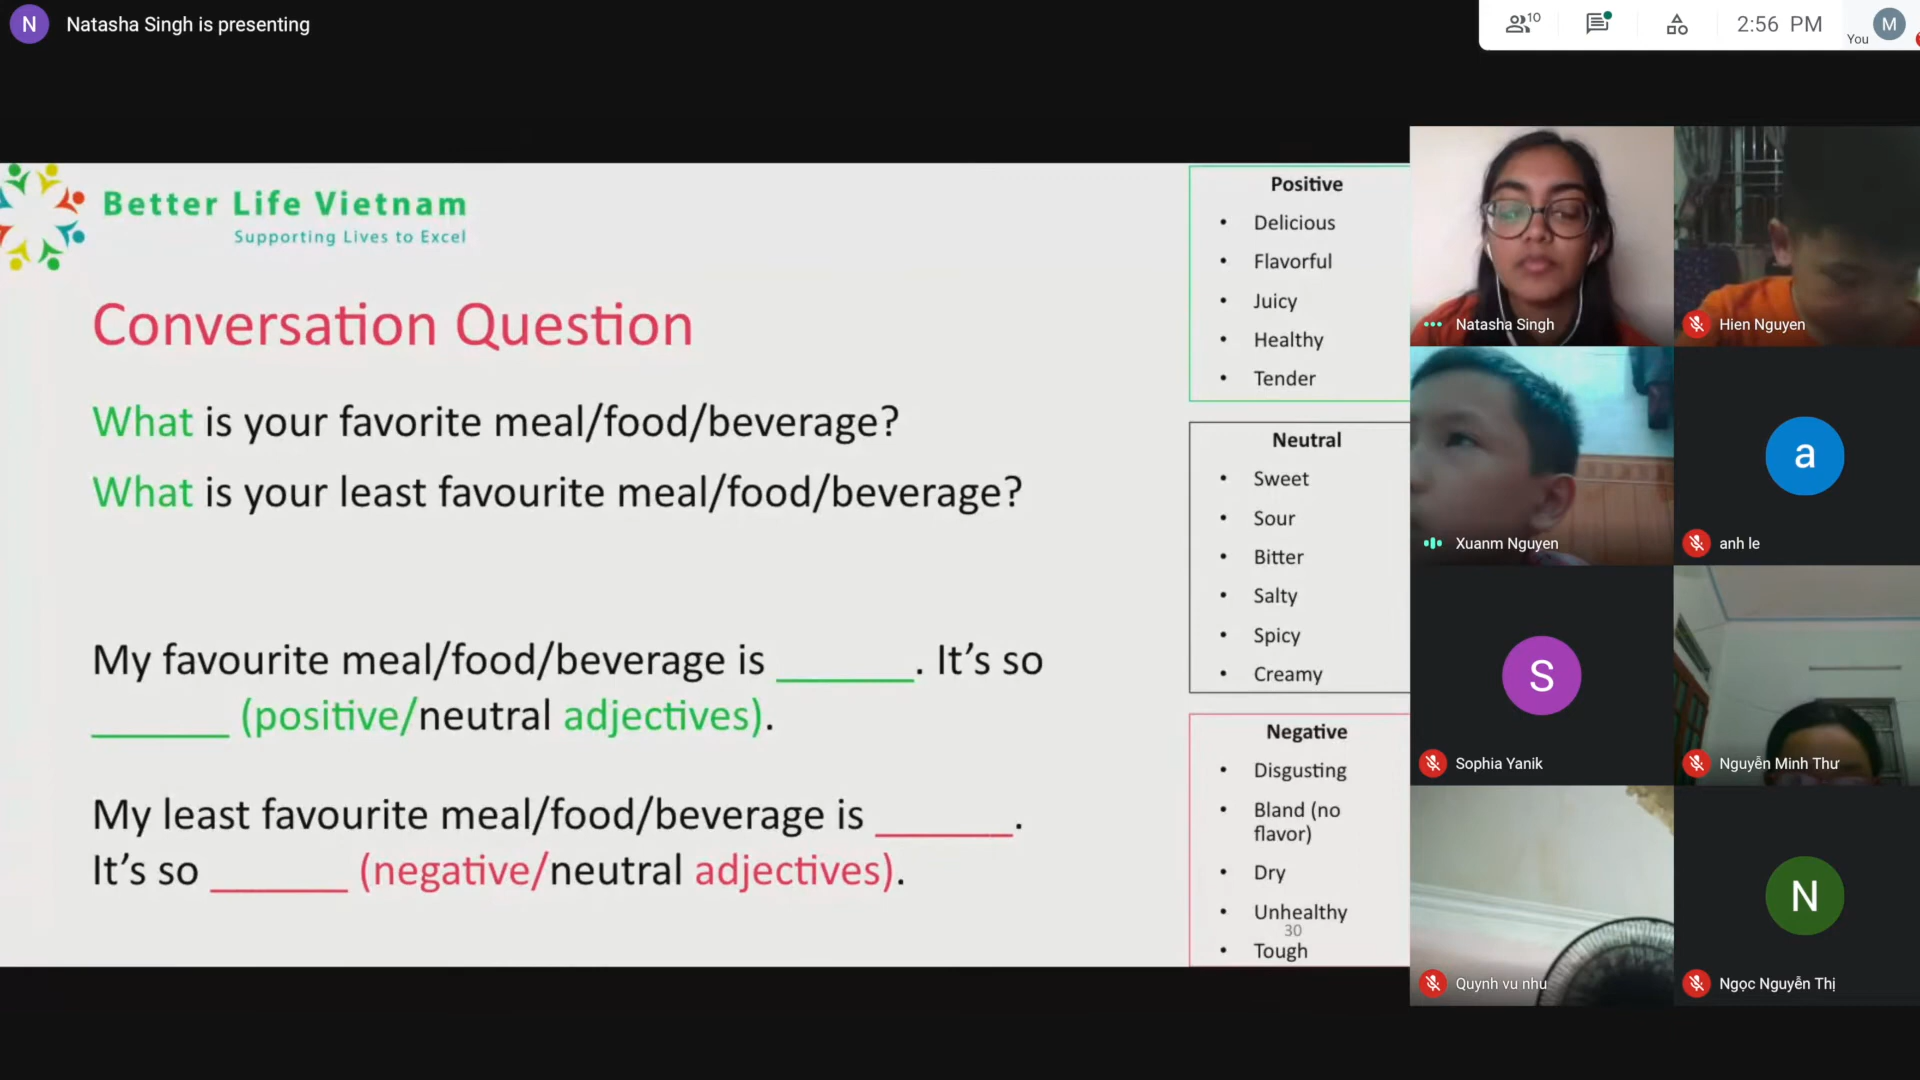 N
Natasha Singh is presenting
10
2:56 PM
You
M
Better Life Vietnam
Supporting Lives to Excel
Conversation Question
What is your favorite meal/food/beverage?
What is your least favourite meal/food/beverage?
My favourite meal/food/beverage is ______. It’s so
______ (positive/neutral adjectives).
My least favourite meal/food/beverage is ______.
It’s so ______ (negative/neutral adjectives).
Positive
• Delicious
• Flavorful
• Juicy
• Healthy
• Tender
Neutral
• Sweet
• Sour
• Bitter
• Salty
• Spicy
• Creamy
Negative
• Disgusting
• Bland (no
flavor)
• Dry
• Unhealthy
30
• Tough
Natasha Singh
Hien Nguyen
Xuanm Nguyen
a
anh le
S
Sophia Yanik
Nguyễn Minh Thư
Quynh vu nhu
N
Ngọc Nguyễn Thị